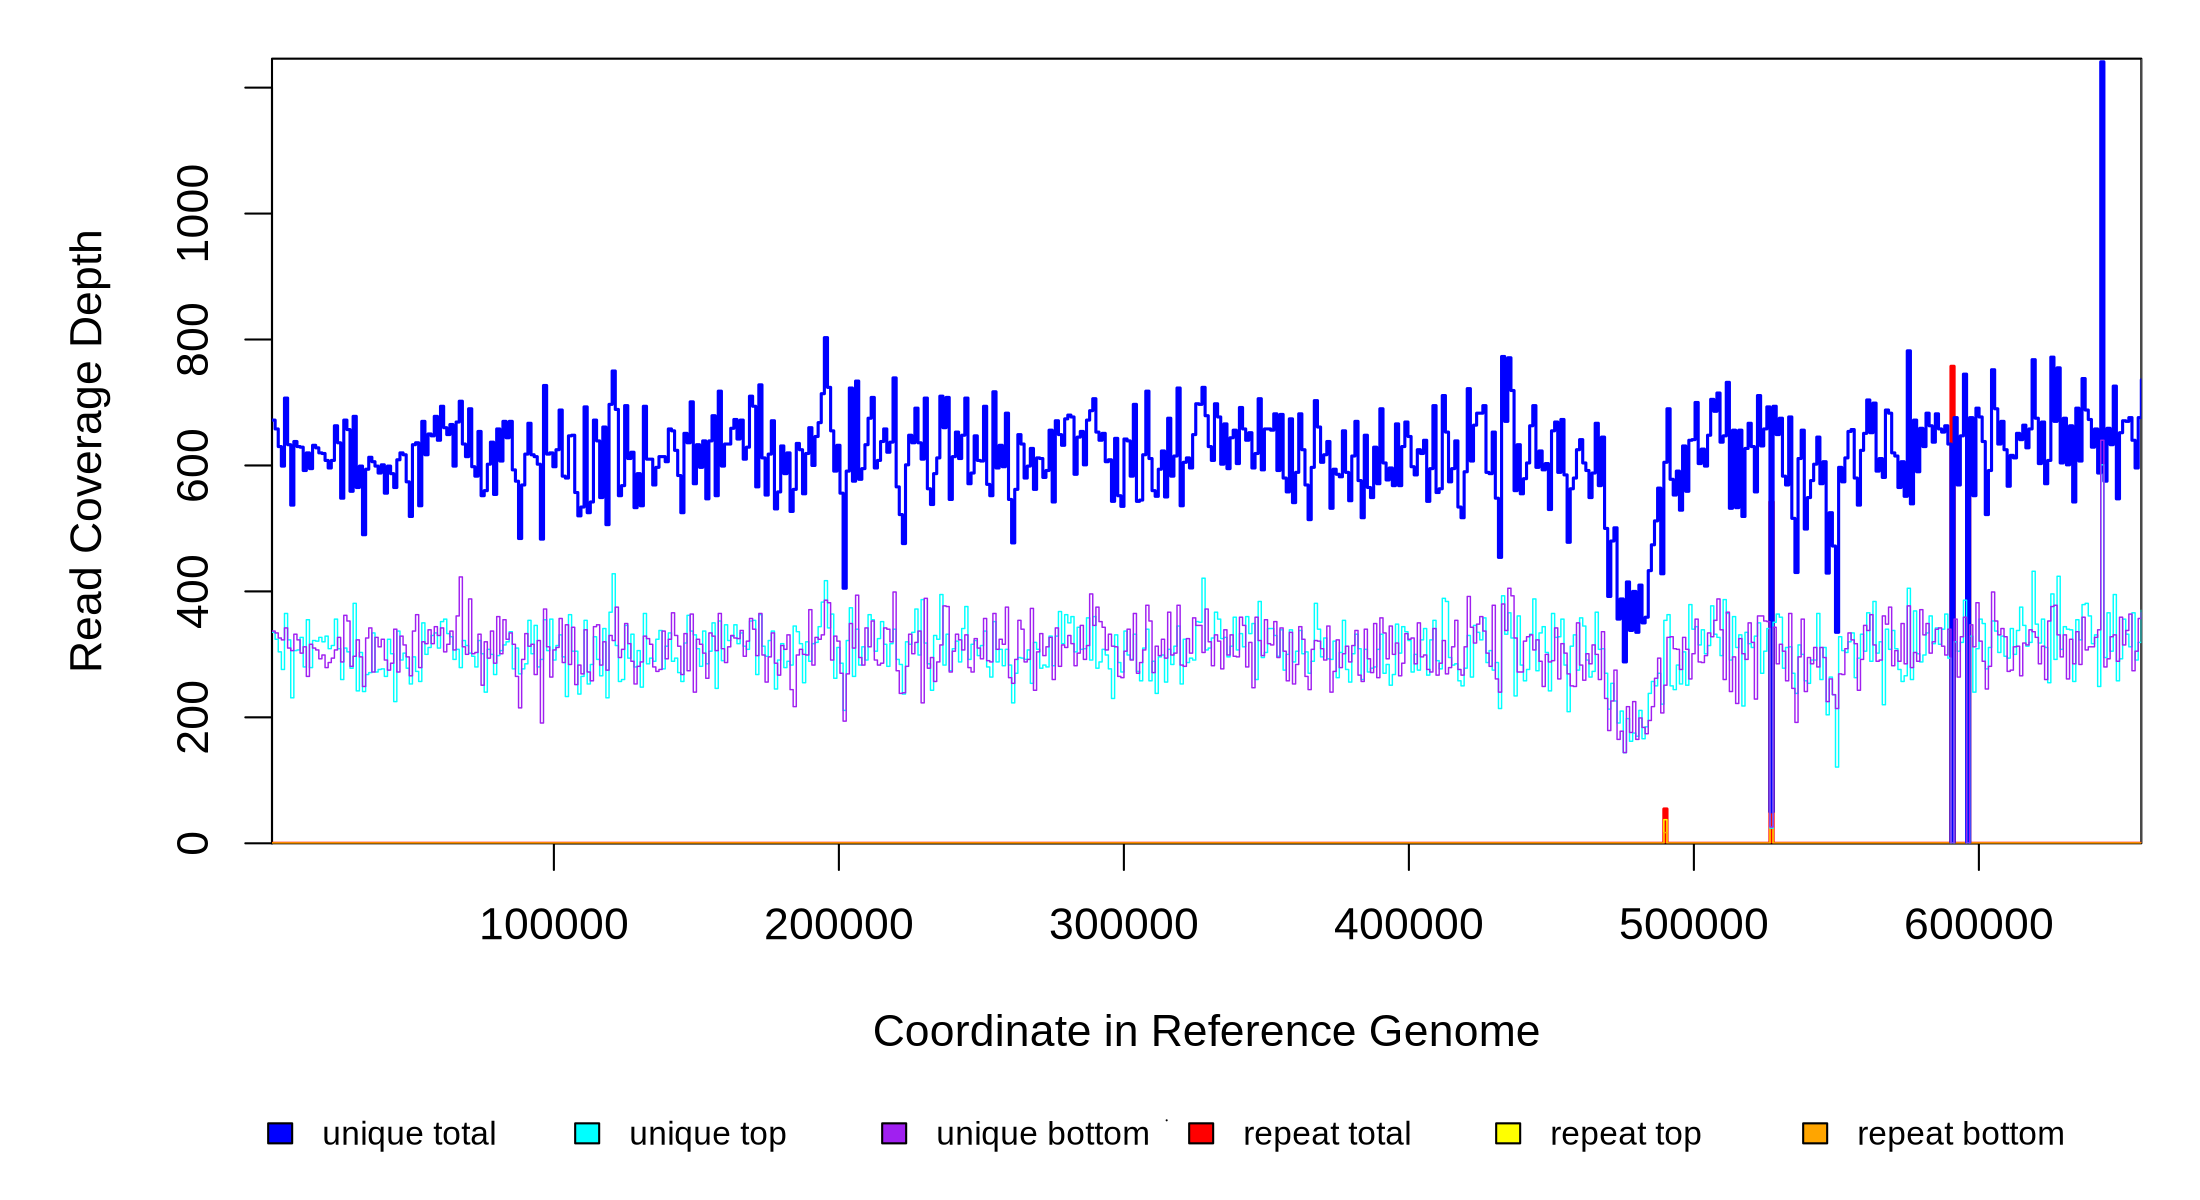 Read Coverage Depth
1000
800
600
400
200
0
100000 200000 300000 400000 500000 600000
Coordinate in Reference Genome
unique total unique top unique bottom repeat total repeat top repeat bottom